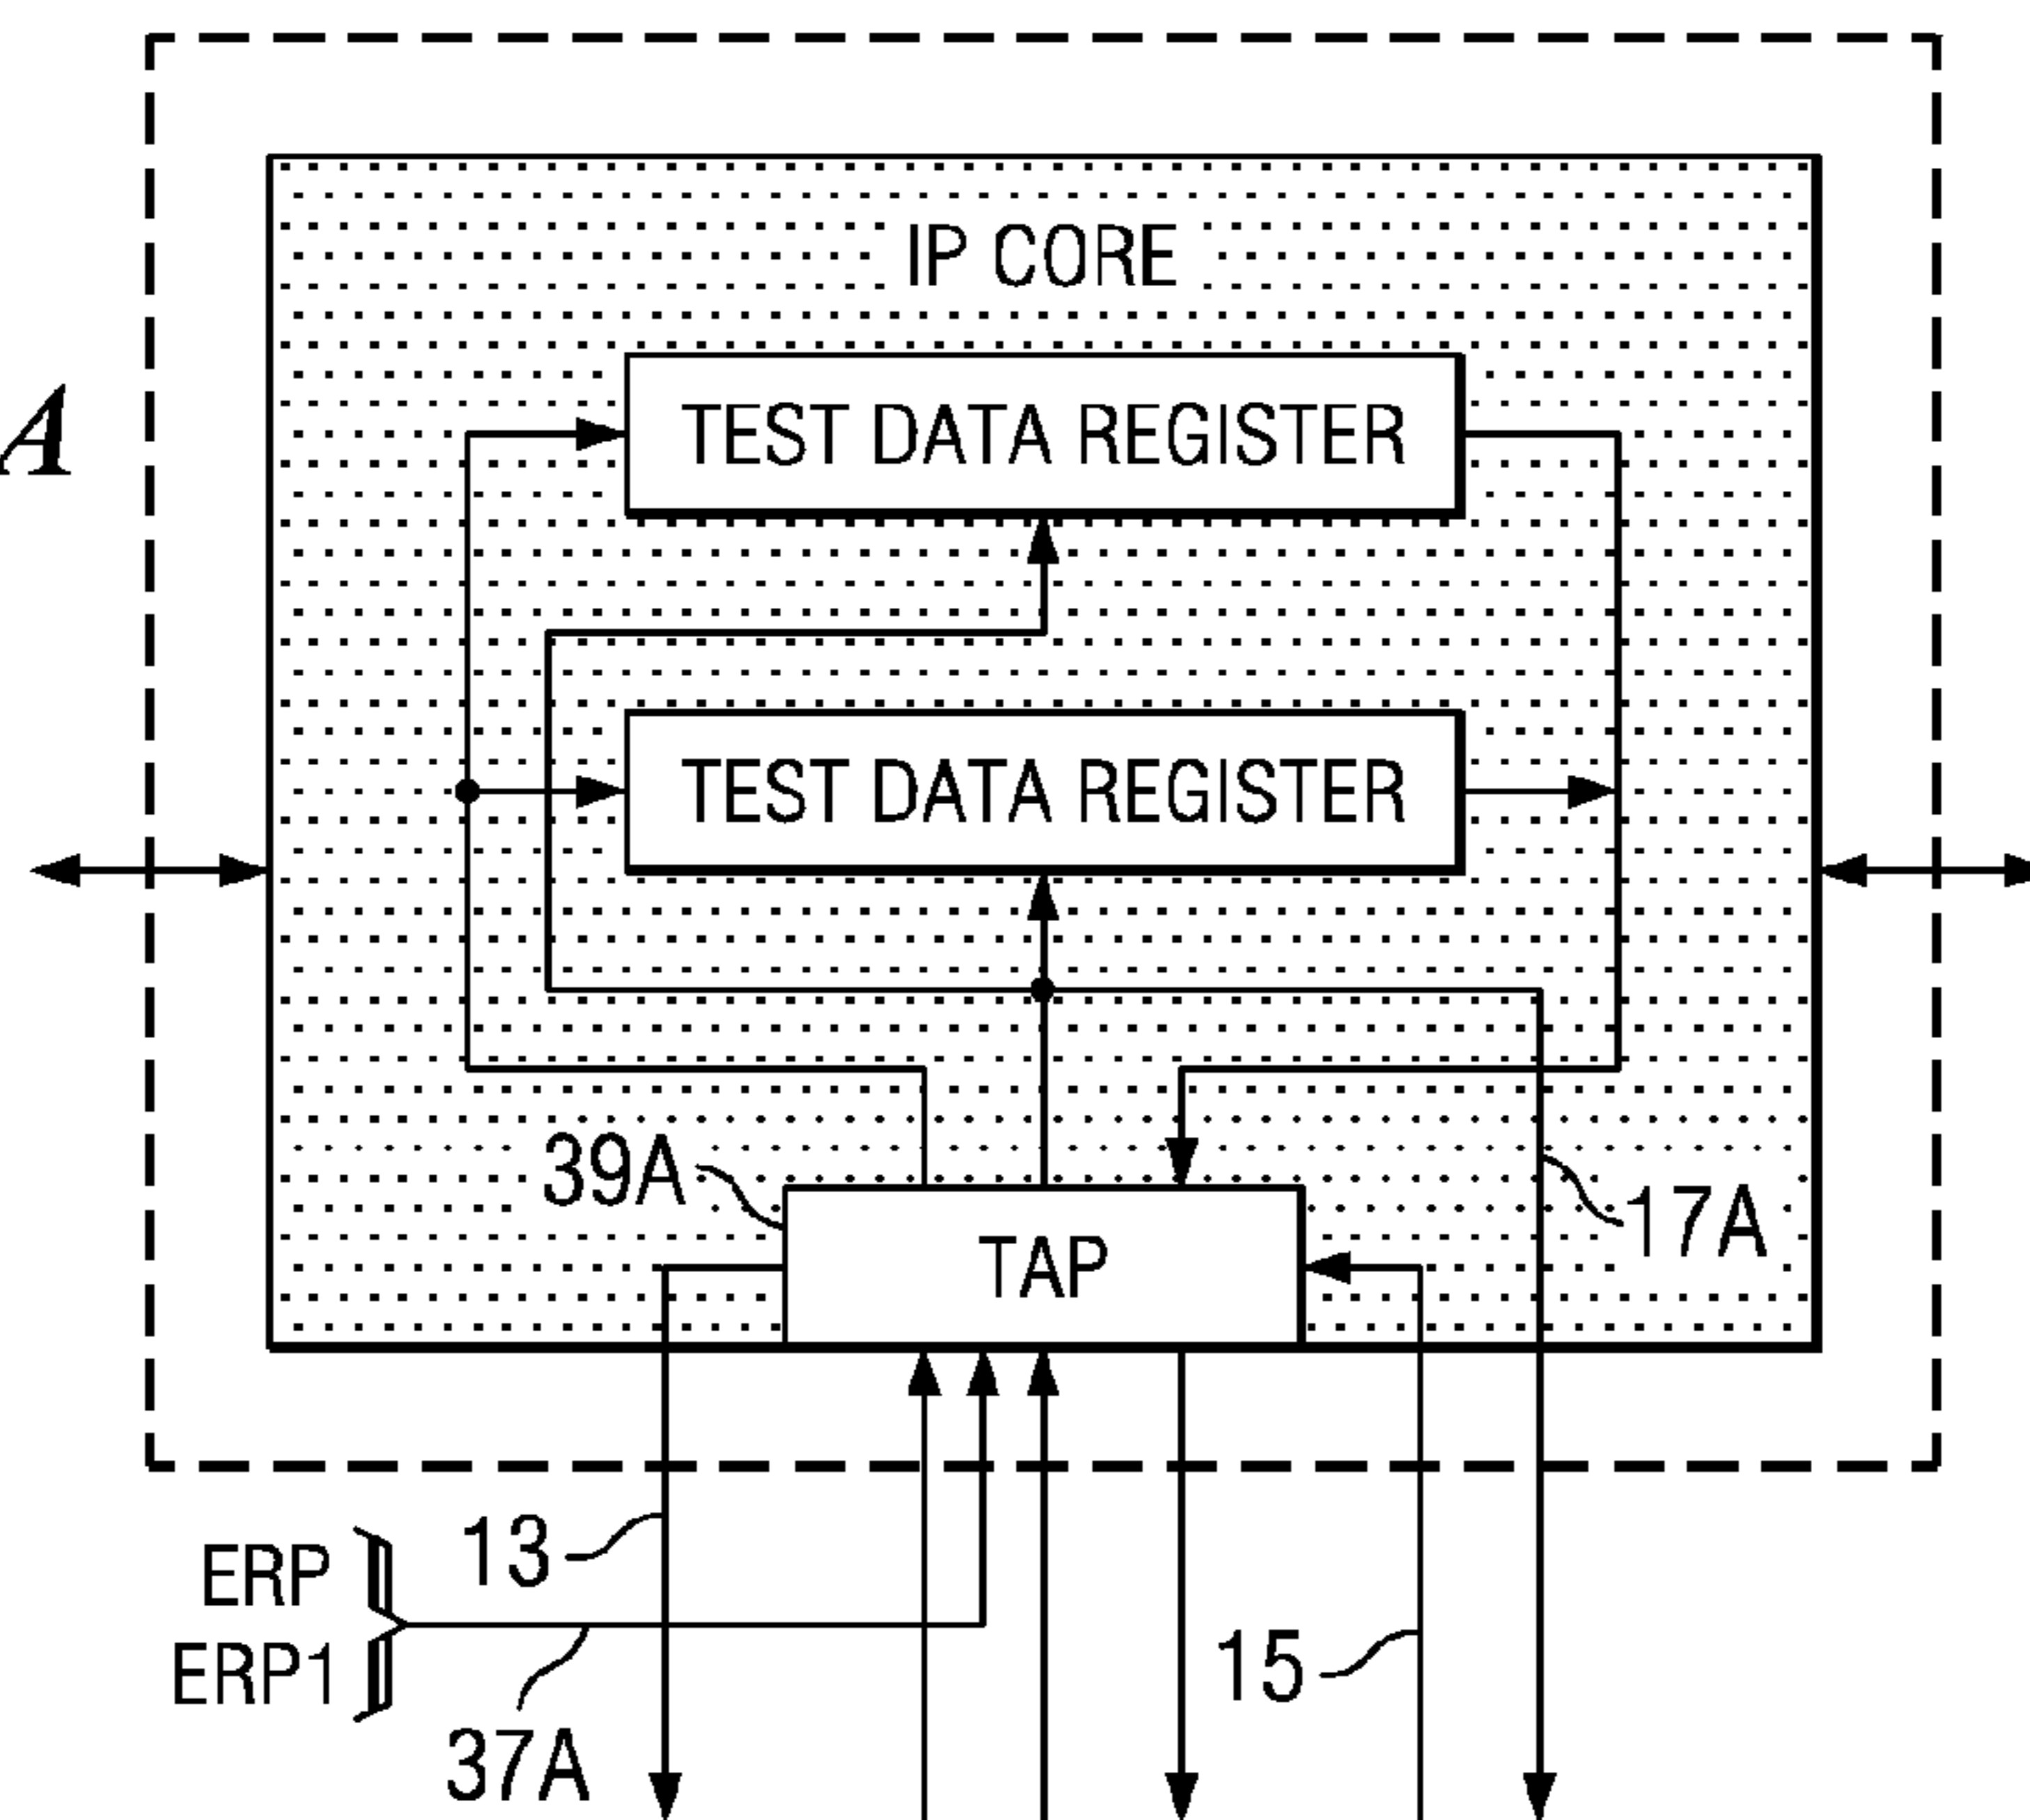 IP CORE
A
TEST DATA REGISTER
TEST DATA REGISTER
39A
17A
TAP
13
ERP
ERP1
15
37A